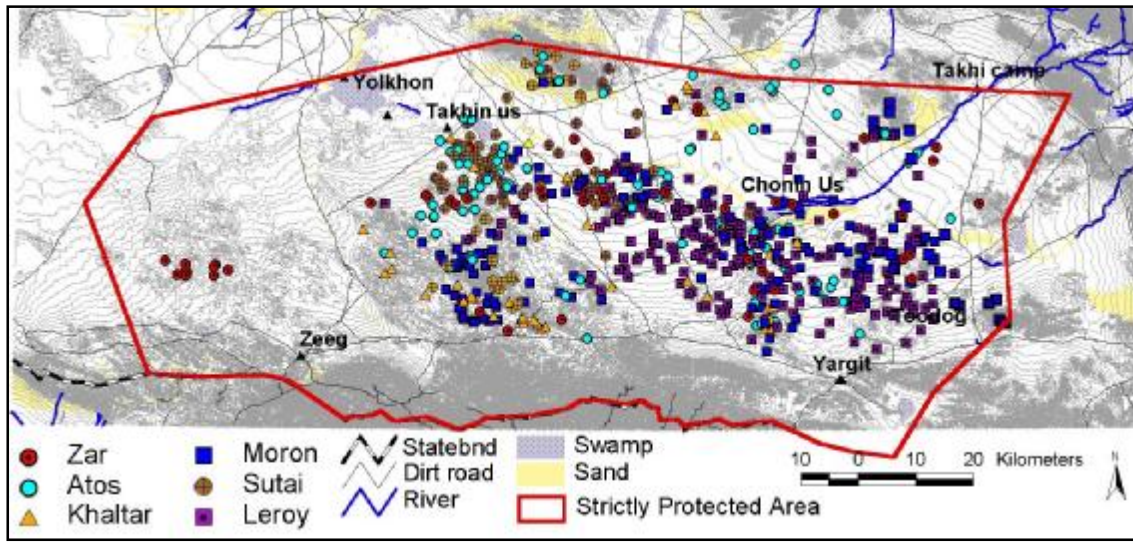 Yolkhon
Takhi camp
Takhin us
Chonin Us
Toodog
Zeeg
Yargit
Zar
Moron
Statebnd
Swamp
10 0 10 20 Kilometers
N
Atos
Sutai
Dirt road
Sand
Khaltar
Leroy
River
Strictly Protected Area